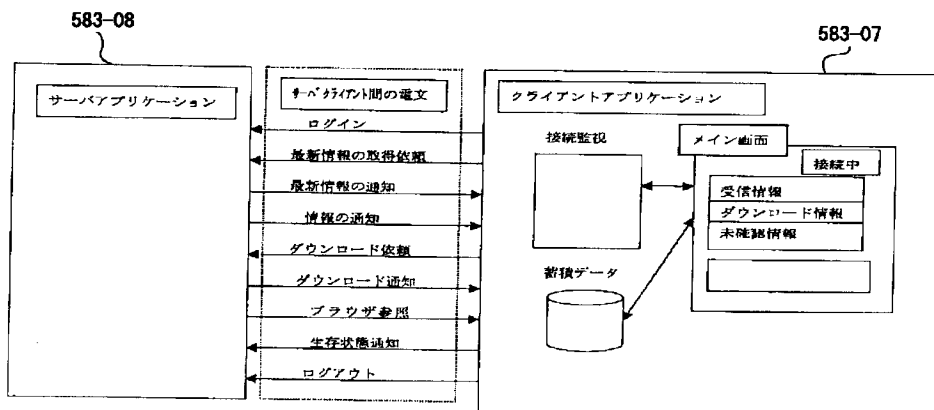 583-08
583-07
サーバアプリケーション
サーバクライアント間の電文
クライアントアプリケーション
ログイン
最新情報の取得依頼
最新情報の通知
情報の通知
ダウンロード依頼
ダウンロード通知
ブラウザ参照
生存状態通知
ログアウト
接続監視
蓄積データ
メイン画面
接続中
受信情報
ダウンロード情報
未確認情報